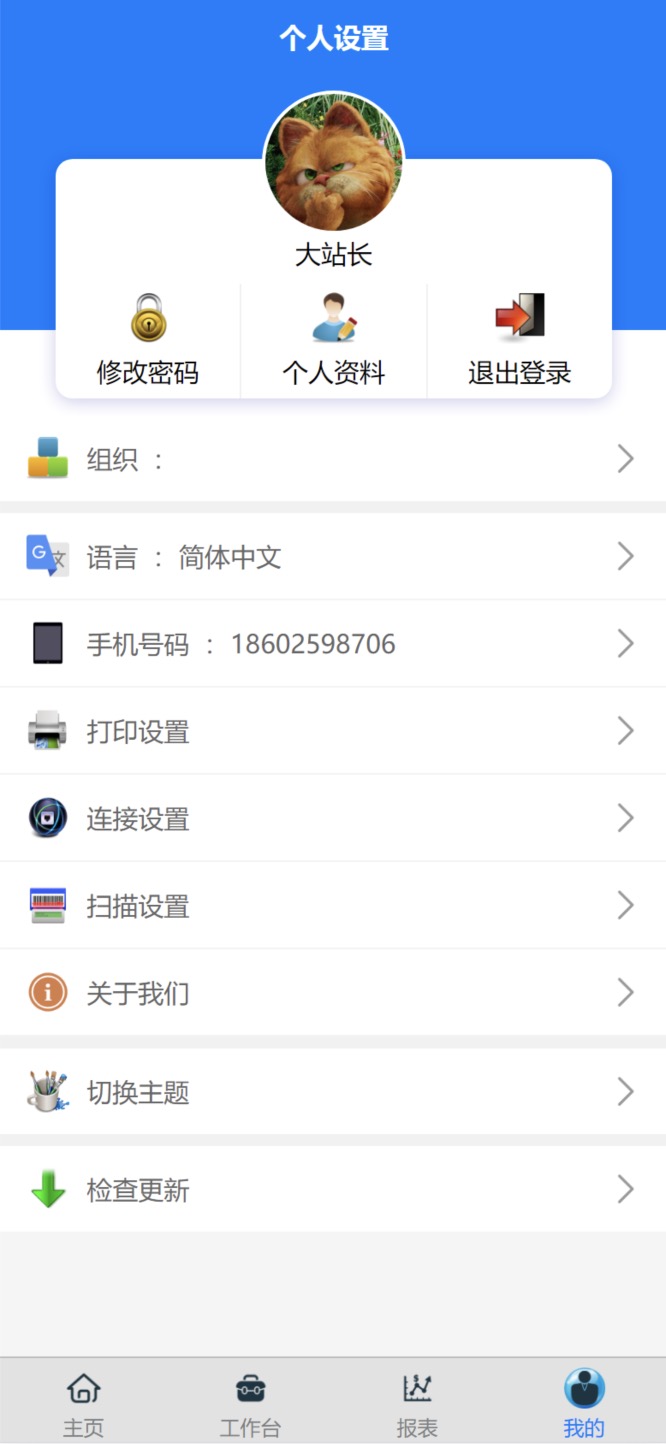 个人设置
大站长
修改密码 个人资料 退出登录
组织 ：
语言 ： 简体中文
手机号码 ： 18602598706
打印设置
连接设置
扫描设置
关于我们
切换主题
检查更新
主页 工作台 报表 我的